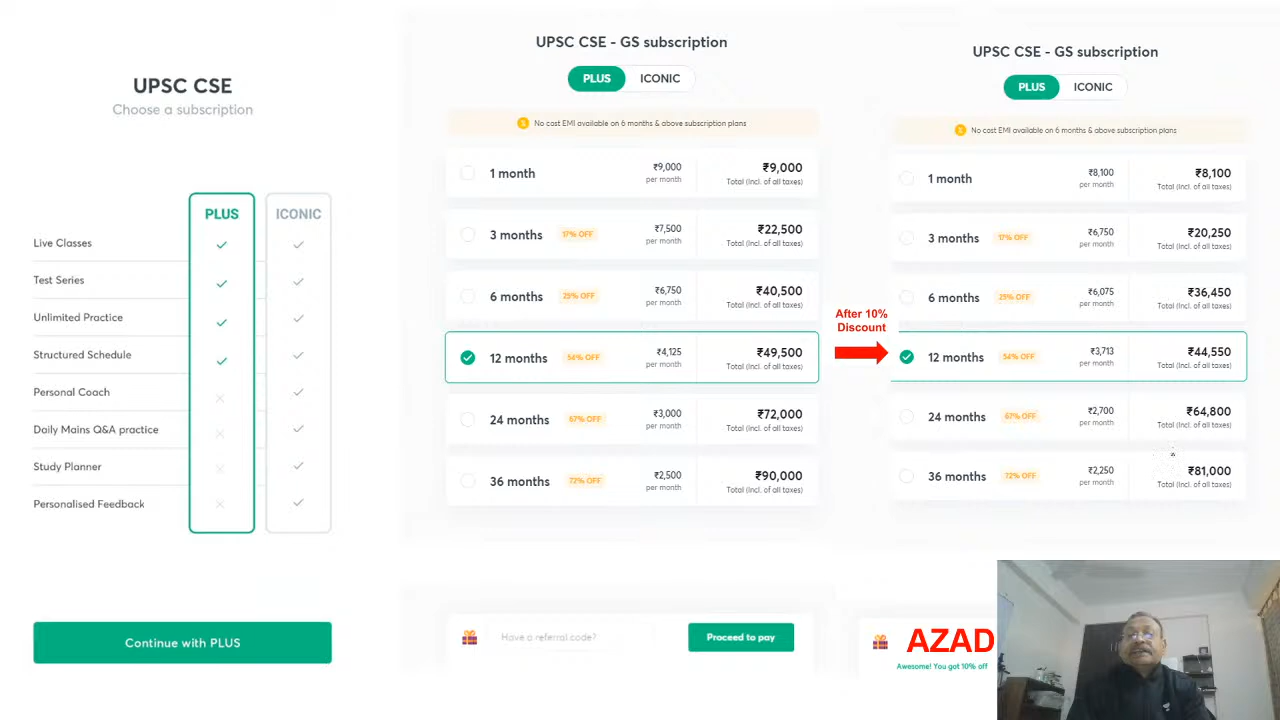 UPSC CSE
Choose a subscription
PLUS
ICONIC
Live Classes
Test Series
Unlimited Practice
Structured Schedule
Personal Coach
Daily Mains Q&A practice
Study Planner
Personalised Feedback
Continue with PLUS
UPSC CSE - GS subscription
PLUS
ICONIC
No cost EMI available on 6 months & above subscription plans
1 month
₹9,000
per month
₹9,000
Total (Incl. of all taxes)
3 months
17% OFF
₹7,500
per month
₹22,500
Total (Incl. of all taxes)
6 months
25% OFF
₹6,750
per month
₹40,500
Total (Incl. of all taxes)
12 months
54% OFF
₹4,125
per month
₹49,500
Total (Incl. of all taxes)
24 months
67% OFF
₹3,000
per month
₹72,000
Total (Incl. of all taxes)
36 months
72% OFF
₹2,500
per month
₹90,000
Total (Incl. of all taxes)
Have a referral code?
Proceed to pay
After 10%
Discount
UPSC CSE - GS subscription
PLUS
ICONIC
No cost EMI available on 6 months & above subscription plans
1 month
₹8,100
per month
₹8,100
Total (Incl. of all taxes)
3 months
17% OFF
₹6,750
per month
₹20,250
Total (Incl. of all taxes)
6 months
25% OFF
₹6,075
per month
₹36,450
Total (Incl. of all taxes)
12 months
54% OFF
₹3,713
per month
₹44,550
Total (Incl. of all taxes)
24 months
67% OFF
₹2,700
per month
₹64,800
Total (Incl. of all taxes)
36 months
72% OFF
₹2,250
per month
₹81,000
Total (Incl. of all taxes)
AZAD
Awesome! You got 10% off